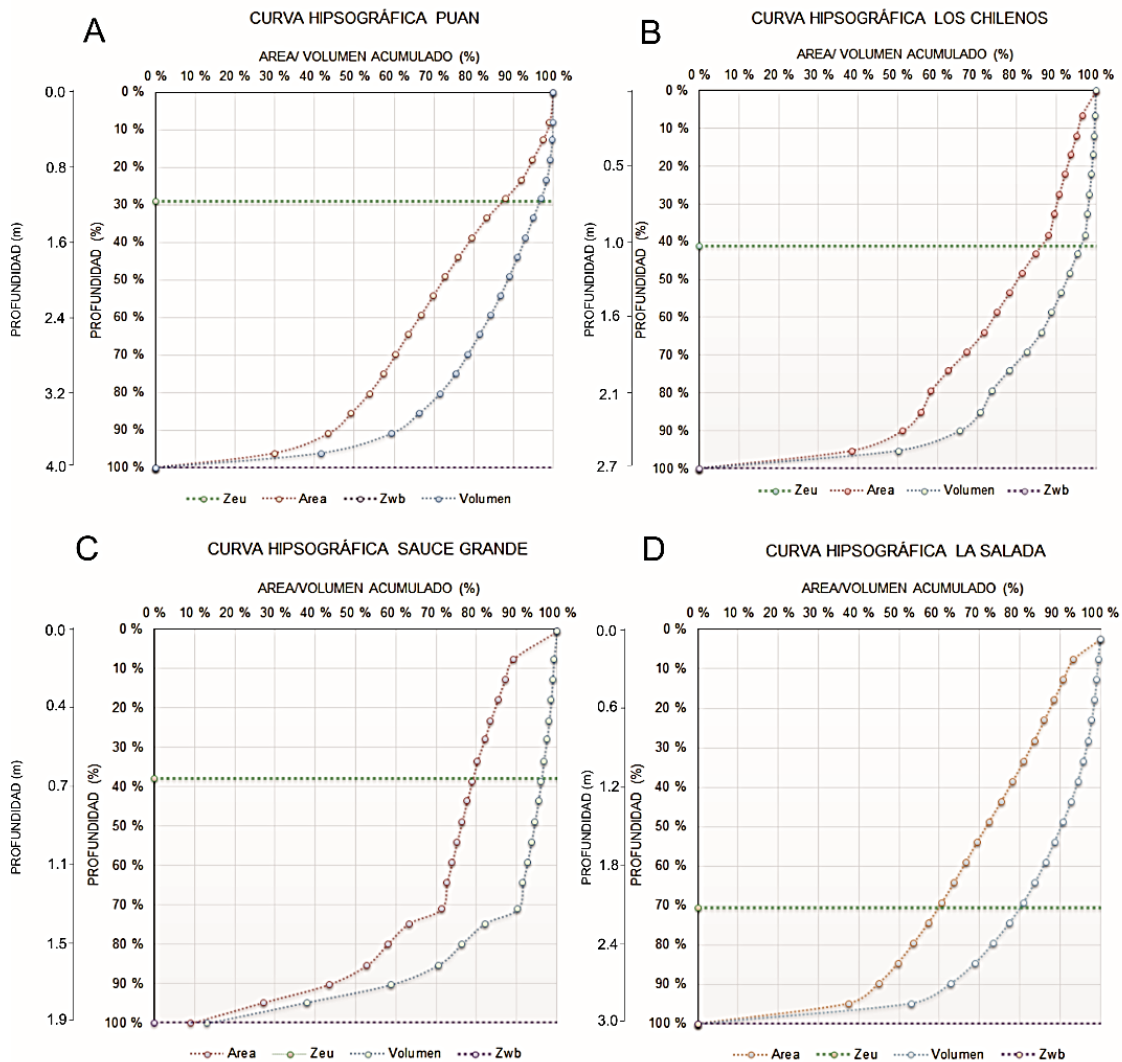 A
CURVA HIPSOGRÁFICA PUAN
AREA/ VOLUMEN ACUMULADO (%)
0 % 10 % 20 % 30 % 40 % 50 % 60 % 70 % 80 % 90 % 100 %
PROFUNDIDAD (m)
0.0
0.8
1.6
2.4
3.2
4.0
PROFUNDIDAD (%)
0 %
10 %
20 %
30 %
40 %
50 %
60 %
70 %
80 %
90 %
100 %
Zeu Area Zwb Volumen
B
CURVA HIPSOGRÁFICA LOS CHILENOS
AREA/ VOLUMEN ACUMULADO (%)
0 % 10 % 20 % 30 % 40 % 50 % 60 % 70 % 80 % 90 % 100 %
PROFUNDIDAD (m)
0.5
1.0
1.6
2.1
2.7
PROFUNDIDAD (%)
0 %
10 %
20 %
30 %
40 %
50 %
60 %
70 %
80 %
90 %
100 %
Zeu Area Volumen Zwb
C
CURVA HIPSOGRÁFICA SAUCE GRANDE
AREA/VOLUMEN ACUMULADO (%)
0 % 10 % 20 % 30 % 40 % 50 % 60 % 70 % 80 % 90 % 100 %
PROFUNDIDAD (m)
0.0
0.4
0.7
1.1
1.5
1.9
PROFUNDIDAD (%)
0 %
10 %
20 %
30 %
40 %
50 %
60 %
70 %
80 %
90 %
100 %
Area Zeu Volumen Zwb
D
CURVA HIPSOGRÁFICA LA SALADA
AREA/VOLUMEN ACUMULADO (%)
0 % 10 % 20 % 30 % 40 % 50 % 60 % 70 % 80 % 90 % 100 %
PROFUNDIDAD (m)
0.0
0.6
1.2
1.8
2.4
3.0
PROFUNDIDAD (%)
0 %
10 %
20 %
30 %
40 %
50 %
60 %
70 %
80 %
90 %
100 %
Area Zeu Volumen Zwb